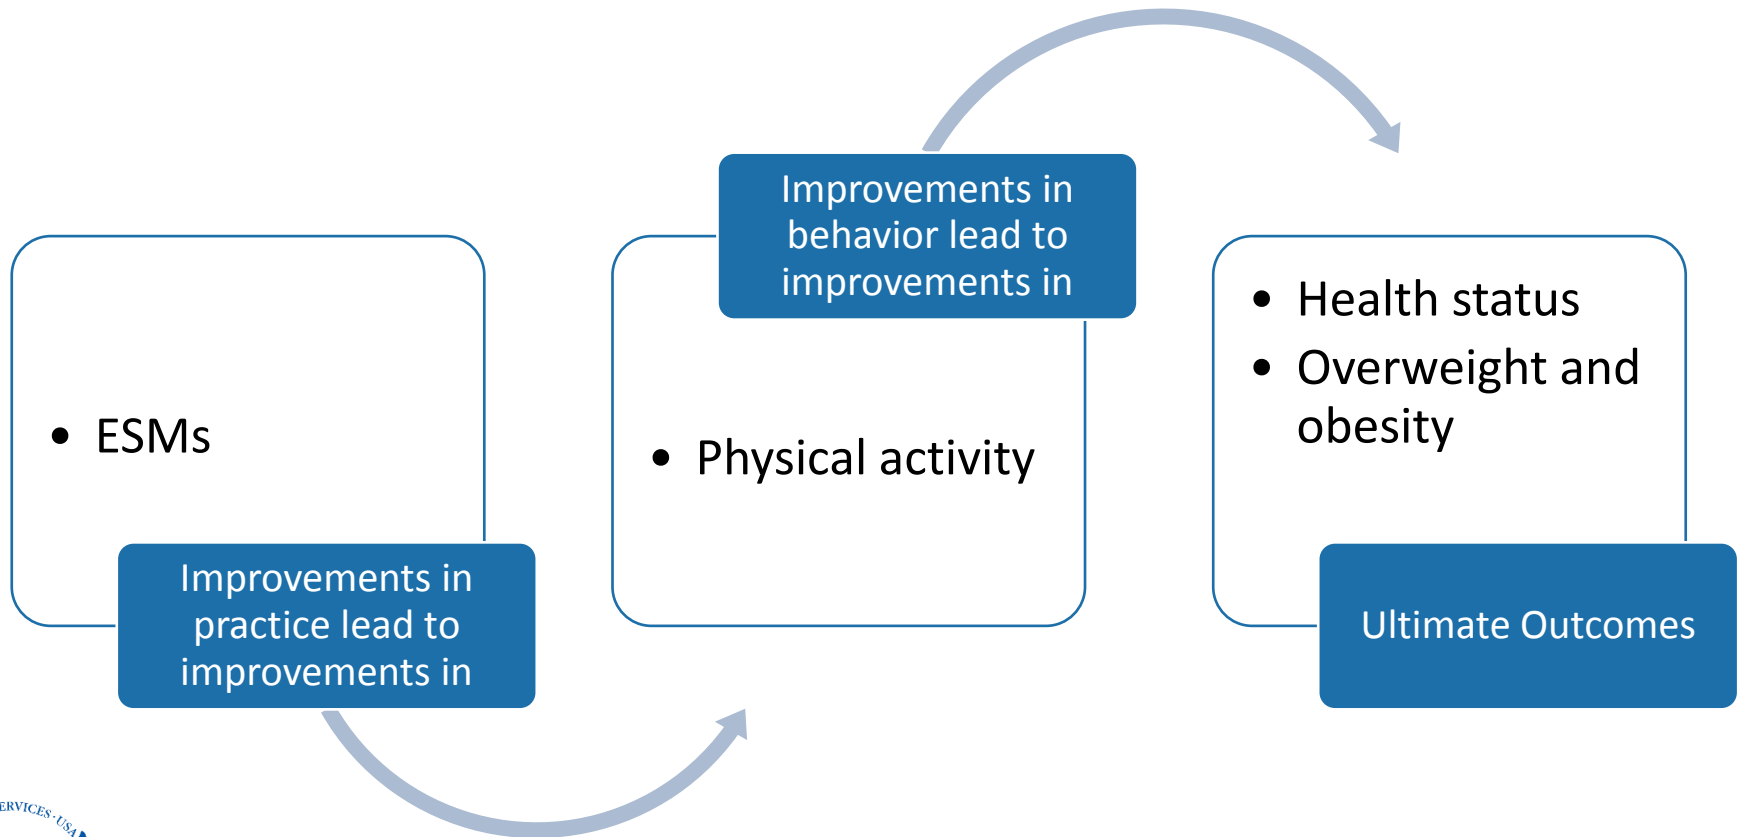 • ESMs
Improvements in
practice lead to
improvements in
• Physical activity
Improvements in
behavior lead to
improvements in
• Health status
• Overweight and
obesity
Ultimate Outcomes
USA